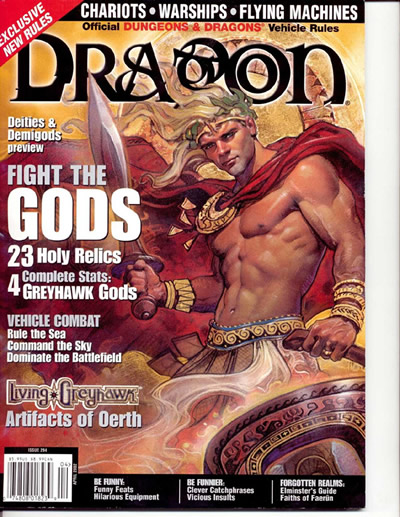 EXCLUSIVE
NEW RULES
CHARIOTS • WARSHIPS • FLYING MACHINES
Official DUNGEONS & DRAGONS® Vehicle Rules
DRAGON®
Deities &
Demigods
preview
FIGHT THE
GODS
23 Holy Relics
4 Complete Stats:
GREYHAWK Gods
VEHICLE COMBAT
Rule the Sea
Command the Sky
Dominate the Battlefield
Living Greyhawk
Artifacts of Oerth
ISSUE 294
04>
APRIL 2002
BE FUNNY:
Funny Feats
Hilarious Equipment
BE FUNNIER:
Clever Catchphrases
Vicious Insults
FORGOTTEN REALMS:
Elminster's Guide
Faiths of Faerûn